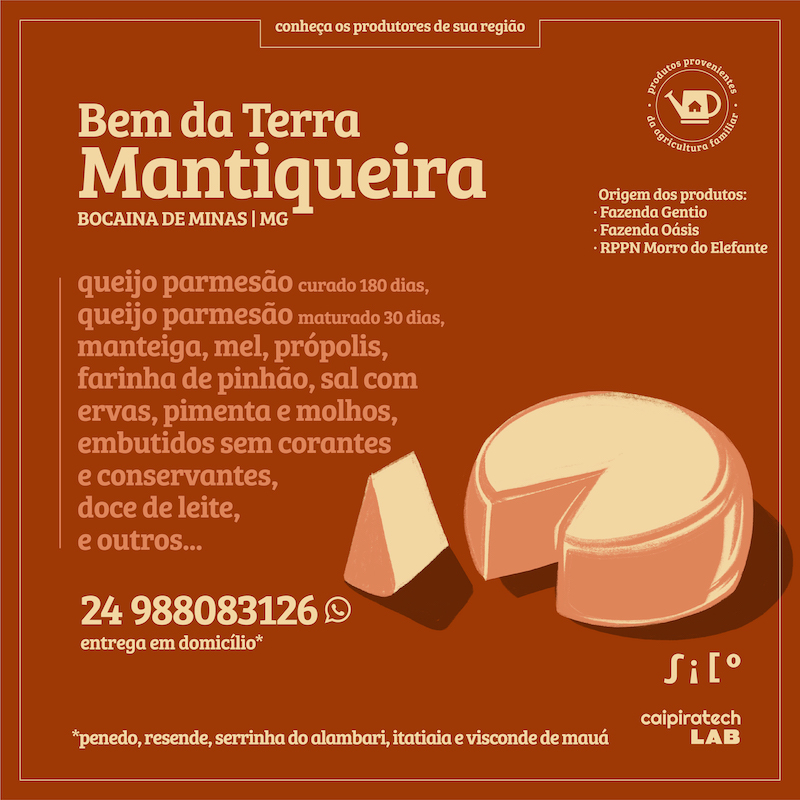 conheça os produtores de sua região
produtos provenientes
da agricultura familiar
Bem da Terra
Mantiqueira
BOCAINA DE MINAS | MG
Origem dos produtos:
· Fazenda Gentio
· Fazenda Oásis
· RPPN Morro do Elefante
queijo parmesão curado 180 dias,
queijo parmesão maturado 30 dias,
manteiga, mel, própolis,
farinha de pinhão, sal com
ervas, pimenta e molhos,
embutidos sem corantes
e conservantes,
doce de leite,
e outros...
24 988083126
entrega em domicílio*
caipiratech
LAB
*penedo, resende, serrinha do alambari, itatiaia e visconde de mauá